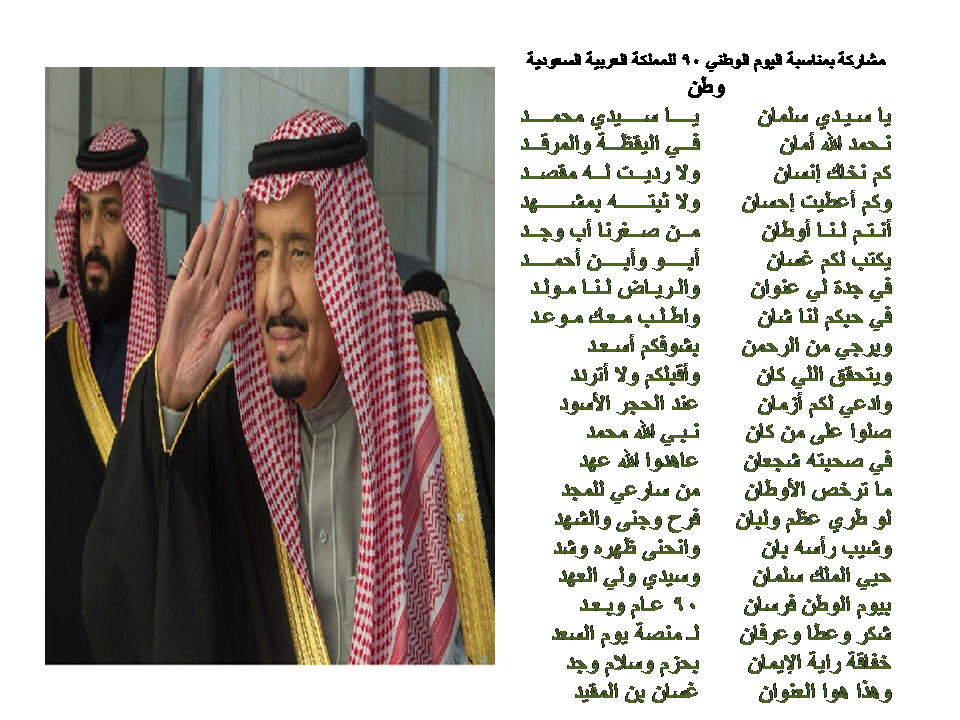 مشاركة بمناسبة اليوم الوطني ٩٠ للمملكة العربية السعودية
وطن
يا سيدي سلمان يا سيدي محمد
نحمد الله أمان في اليقظة والمرقد
كم نخاك إنسان ولا رديت له مقصد
وكم أعطيت إحسان ولا ثبته بمشهد
أنتم لنا أوطان من صغرنا أب وجد
يكتب لكم غسان أبو وأبن أحمد
في جدة لي عنوان والرياض لنا مولد
في حبكم لنا شان واطلب معك موعد
ويرجي من الرحمن بشوفكم أسعد
ويتحقق اللي كان وأقبلكم ولا أتردد
وادعي لكم أزمان عند الحجر الأسود
صلوا على من كان نبي الله محمد
في صحبته شجعان عاهدوا الله عهد
ما ترخص الأوطان من سارعي للمجد
لو طري عظم ولبان فرح وجنى والشهد
وشيب رأسه بان وانحنى ظهره وشد
حيي الملك سلمان وسيدي ولي العهد
بيوم الوطن فرسان ٩٠ عام وبعد
شكر وعطا وعرفان لـ منصة يوم السعد
خفاقة راية الإيمان بحزم وسلام وجد
وهذا هوا العنوان غسان بن المقيد